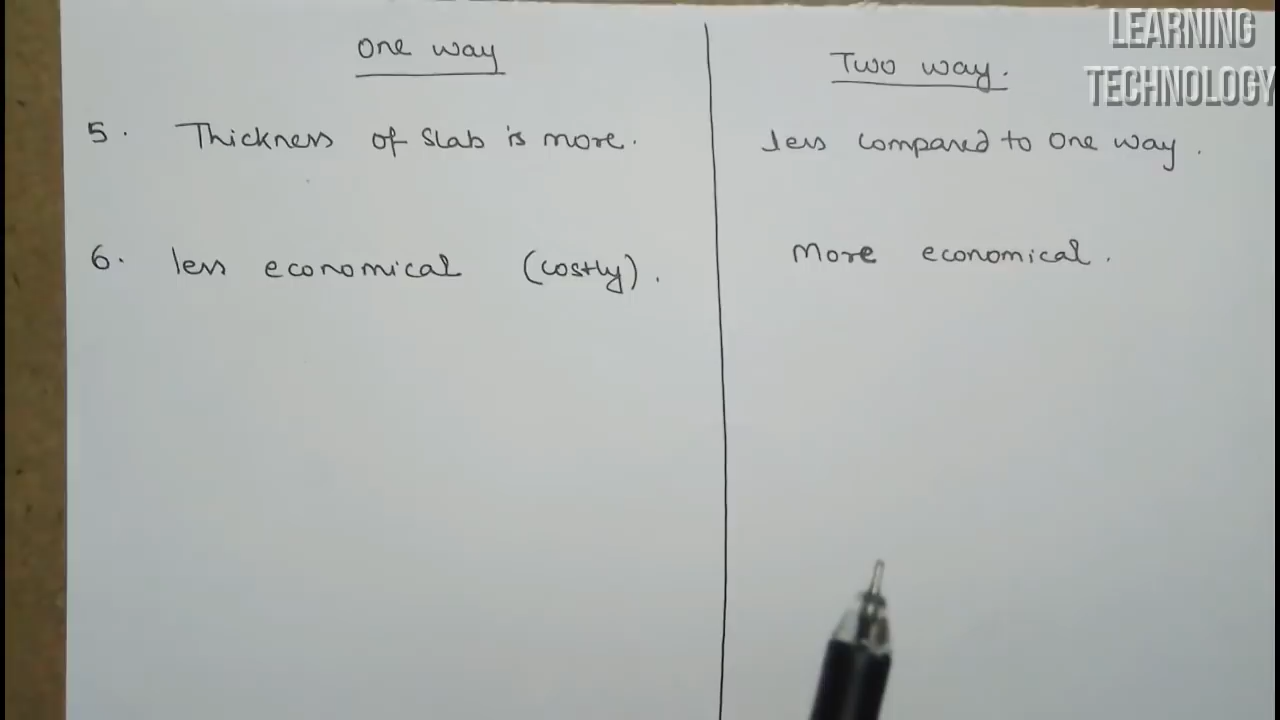 LEARNING
TECHNOLOGY
One way
Two way.
5. Thickness of slab is more.
less compared to One way.
6. less economical (costly).
More economical.